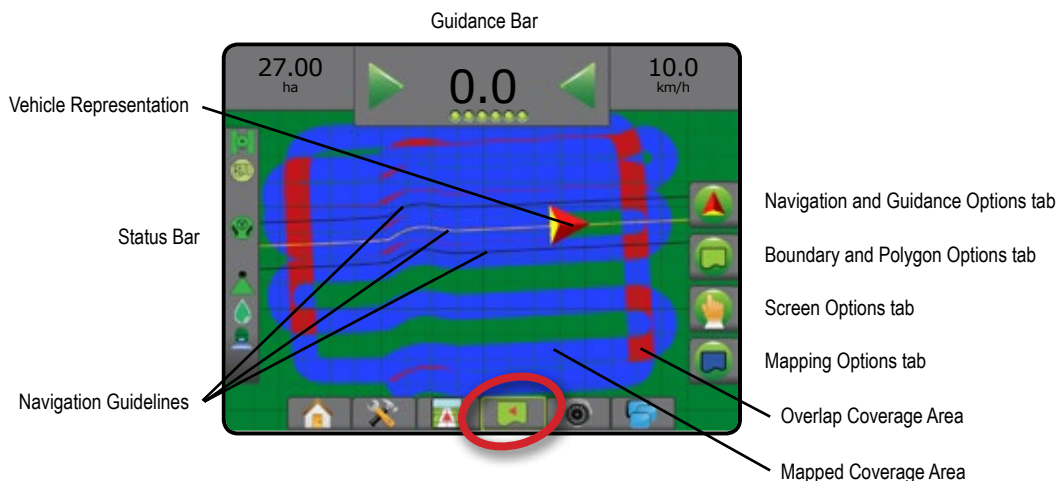 Guidance Bar
27.00
ha
0.0
10.0
km/h
Vehicle Representation
Status Bar
Navigation Guidelines
Navigation and Guidance Options tab
Boundary and Polygon Options tab
Screen Options tab
Mapping Options tab
Overlap Coverage Area
Mapped Coverage Area